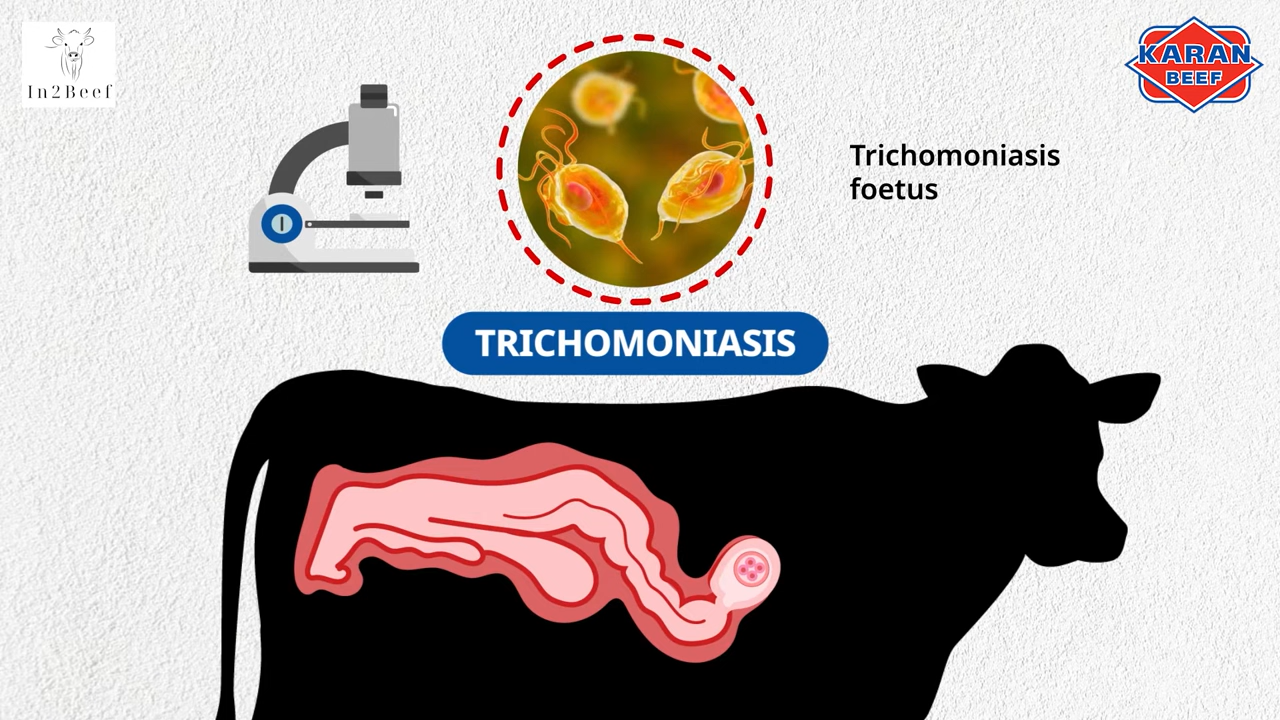 In2Beef
KARAN
BEEF
Trichomoniasis
foetus
TRICHOMONIASIS